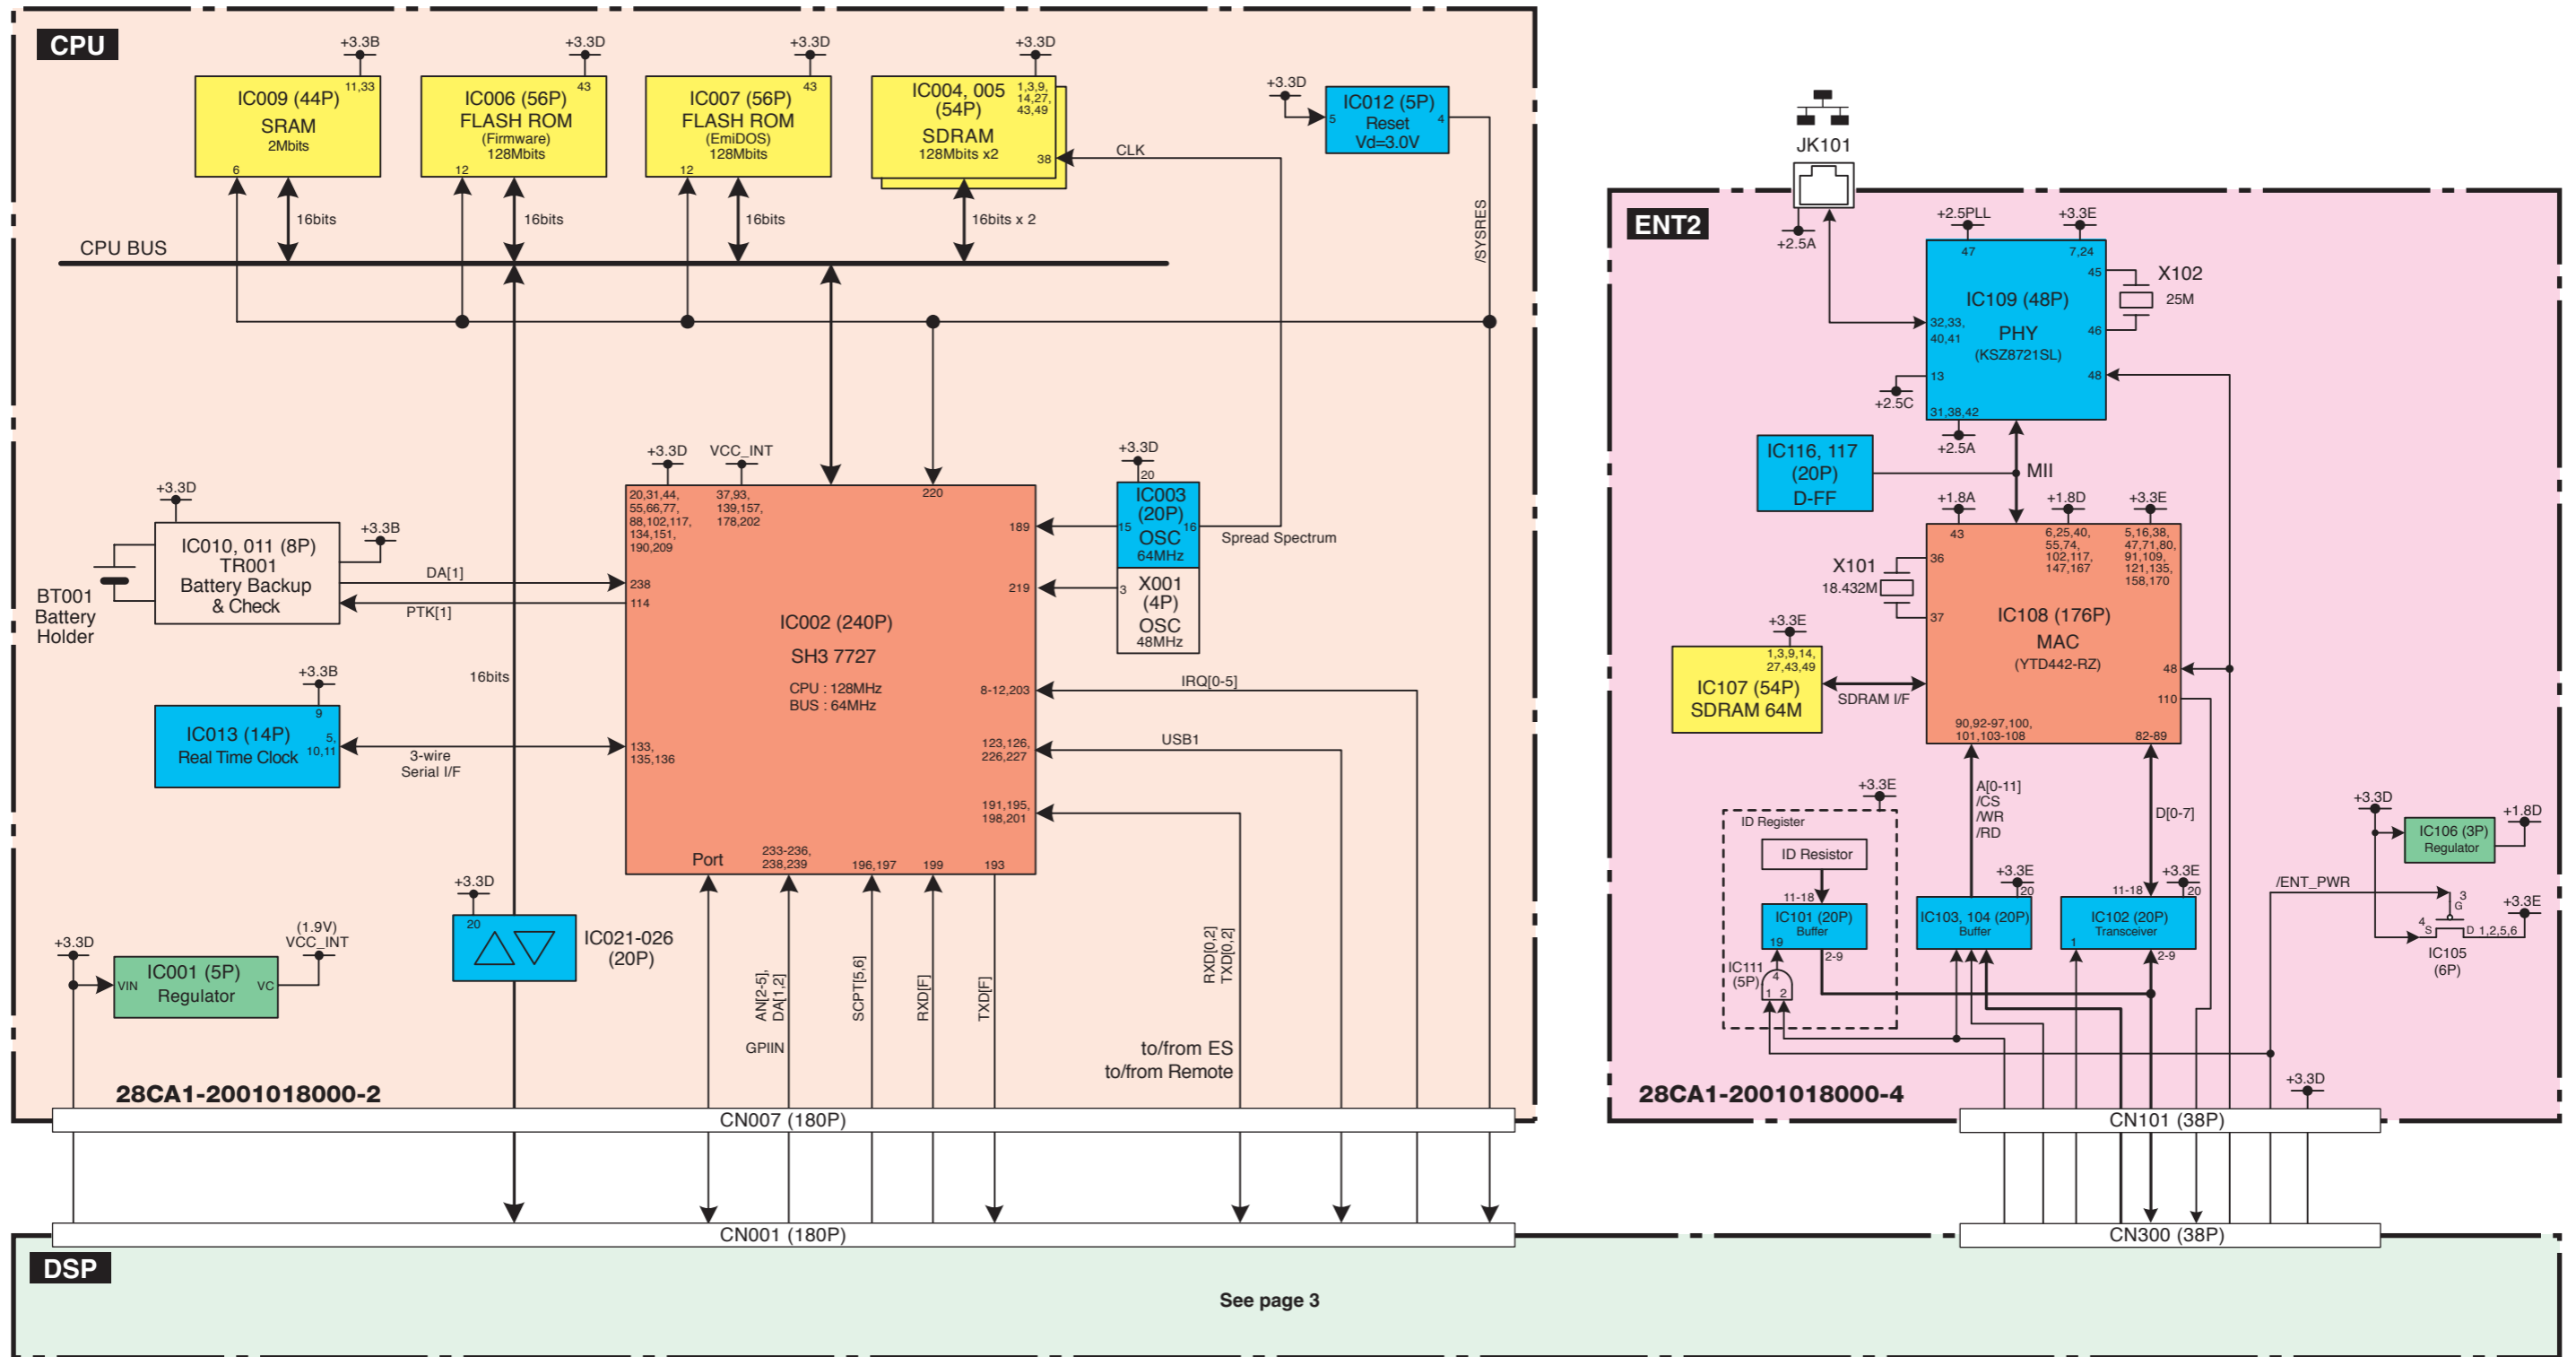 CPU
+3.3B
11,33
IC009 (44P)
SRAM
2Mbits
6
+3.3D
43
IC006 (56P)
FLASH ROM
(Firmware)
128Mbits
12
+3.3D
43
IC007 (56P)
FLASH ROM
(EmiDOS)
128Mbits
12
+3.3D
IC004, 005
(54P)
1,3,9,
14,27,
43,49
SDRAM
128Mbits x2
38
CLK
+3.3D
IC012 (5P)
Reset
Vd=3.0V
5
4
/SYSRES
16bits
16bits
16bits
16bits x 2
CPU BUS
+3.3D
+3.3B
IC010, 011 (8P)
TR001
Battery Backup
& Check
BT001
Battery
Holder
DA[1]
PTK[1]
+3.3B
9
IC013 (14P)
Real Time Clock
5,
10,11
3-wire
Serial I/F
16bits
+3.3D
VCC_INT
20,31,44,
55,66,77,
88,102,117,
134,151,
190,209
37,93,
139,157,
178,202
220
189
219
238
114
IC002 (240P)
SH3 7727
CPU : 128MHz
BUS : 64MHz
8-12,203
123,126,
226,227
133,
135,136
191,195,
198,201
Port
233-236,
238,239
196,197
199
193
+3.3D
20
IC003
(20P)
OSC
64MHz
15
16
Spread Spectrum
X001
(4P)
OSC
48MHz
3
IRQ[0-5]
USB1
+3.3D
20
IC021-026
(20P)
+3.3D
(1.9V)
VCC_INT
IC001 (5P)
Regulator
VIN
VC
AN[2-5],
DA[1,2]
GPIIN
SCPT[5,6]
RXD[F]
TXD[F]
RXD[0,2]
TXD[0,2]
to/from ES
to/from Remote
28CA1-2001018000-2
CN007 (180P)
CN001 (180P)
JK101
+2.5A
ENT2
+2.5PLL
+3.3E
47
7,24
45
X102
25M
46
IC109 (48P)
PHY
(KSZ8721SL)
32,33,
40,41
13
+2.5C
48
31,38,42
+2.5A
IC116, 117
(20P)
D-FF
MII
+1.8A
+1.8D
+3.3E
43
6,25,40,
55,74,
102,117,
147,167
5,16,38,
47,71,80,
91,109,
121,135,
158,170
X101
18.432M
36
37
IC108 (176P)
MAC
(YTD442-RZ)
48
110
90,92-97,100,
101,103-108
82-89
+3.3E
1,3,9,14,
27,43,49
IC107 (54P)
SDRAM 64M
SDRAM I/F
A[0-11]
/CS
/WR
/RD
D[0-7]
+3.3E
ID Register
ID Resistor
11-18
IC101 (20P)
Buffer
19
2-9
IC111
(5P)
4
1 2
+3.3E
20
IC103, 104 (20P)
Buffer
+3.3E
11-18
20
IC102 (20P)
Transceiver
1
2-9
+3.3D
IC106 (3P)
Regulator
+1.8D
/ENT_PWR
3
G
4
S
D 1,2,5,6
+3.3E
IC105
(6P)
+3.3D
28CA1-2001018000-4
CN101 (38P)
CN300 (38P)
DSP
See page 3